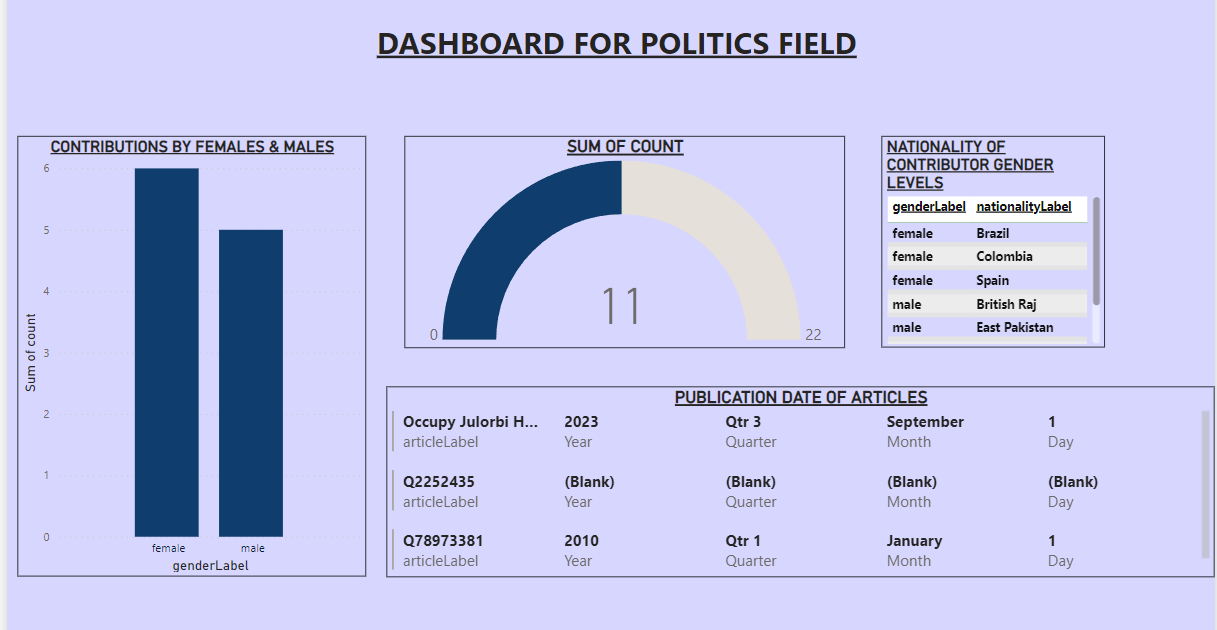 DASHBOARD FOR POLITICS FIELD
CONTRIBUTIONS BY FEMALES & MALES
6
5
4
3
2
1
0
Sum of count
female male
genderLabel
SUM OF COUNT
11
0 22
NATIONALITY OF
CONTRIBUTOR GENDER
LEVELS
genderLabel nationalityLabel
female Brazil
female Colombia
female Spain
male British Raj
male East Pakistan
PUBLICATION DATE OF ARTICLES
Occupy Julorbi H... 2023 Qtr 3 September 1
articleLabel Year Quarter Month Day
Q2252435 (Blank) (Blank) (Blank) (Blank)
articleLabel Year Quarter Month Day
Q78973381 2010 Qtr 1 January 1
articleLabel Year Quarter Month Day